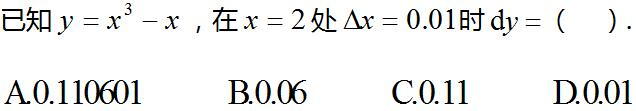 已知 y = x³ − x ，在 x = 2 处 Δx = 0.01时 dy =（ ）.
A.0.110601 B.0.06 C.0.11 D.0.01